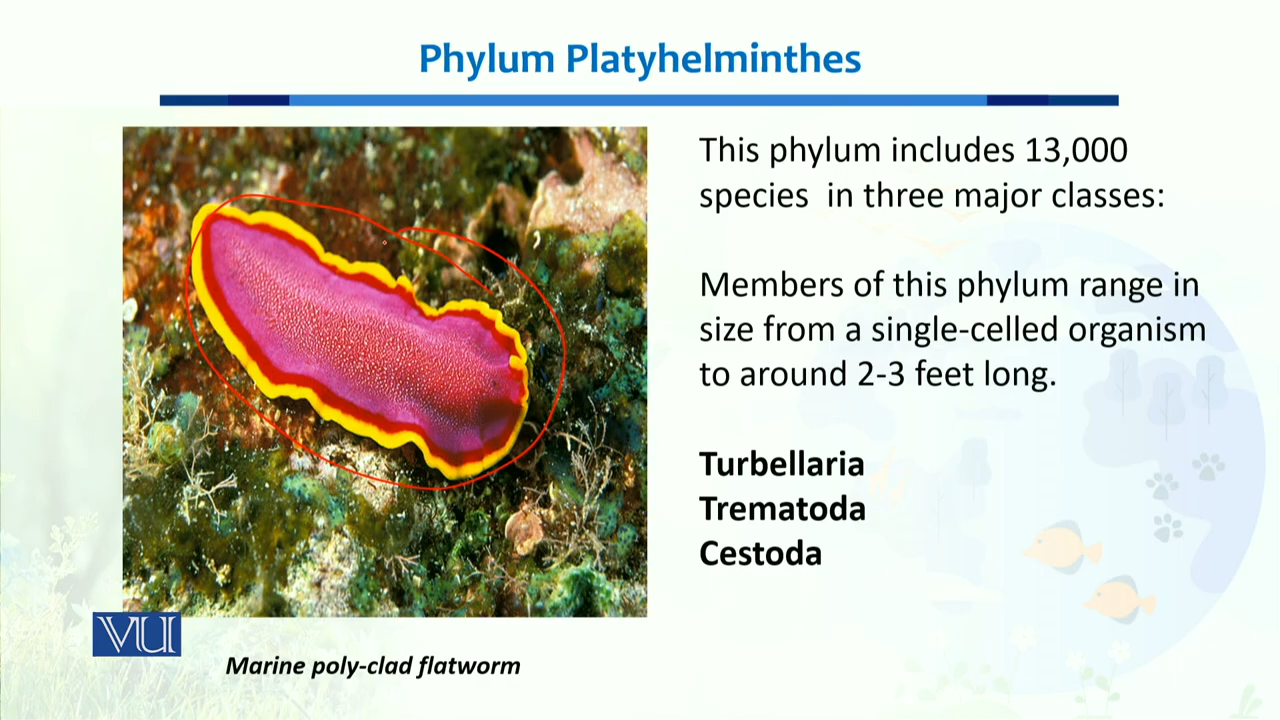 Phylum Platyhelminthes
This phylum includes 13,000
species in three major classes:
Members of this phylum range in
size from a single-celled organism
to around 2-3 feet long.
Turbellaria
Trematoda
Cestoda
VU
Marine poly-clad flatworm